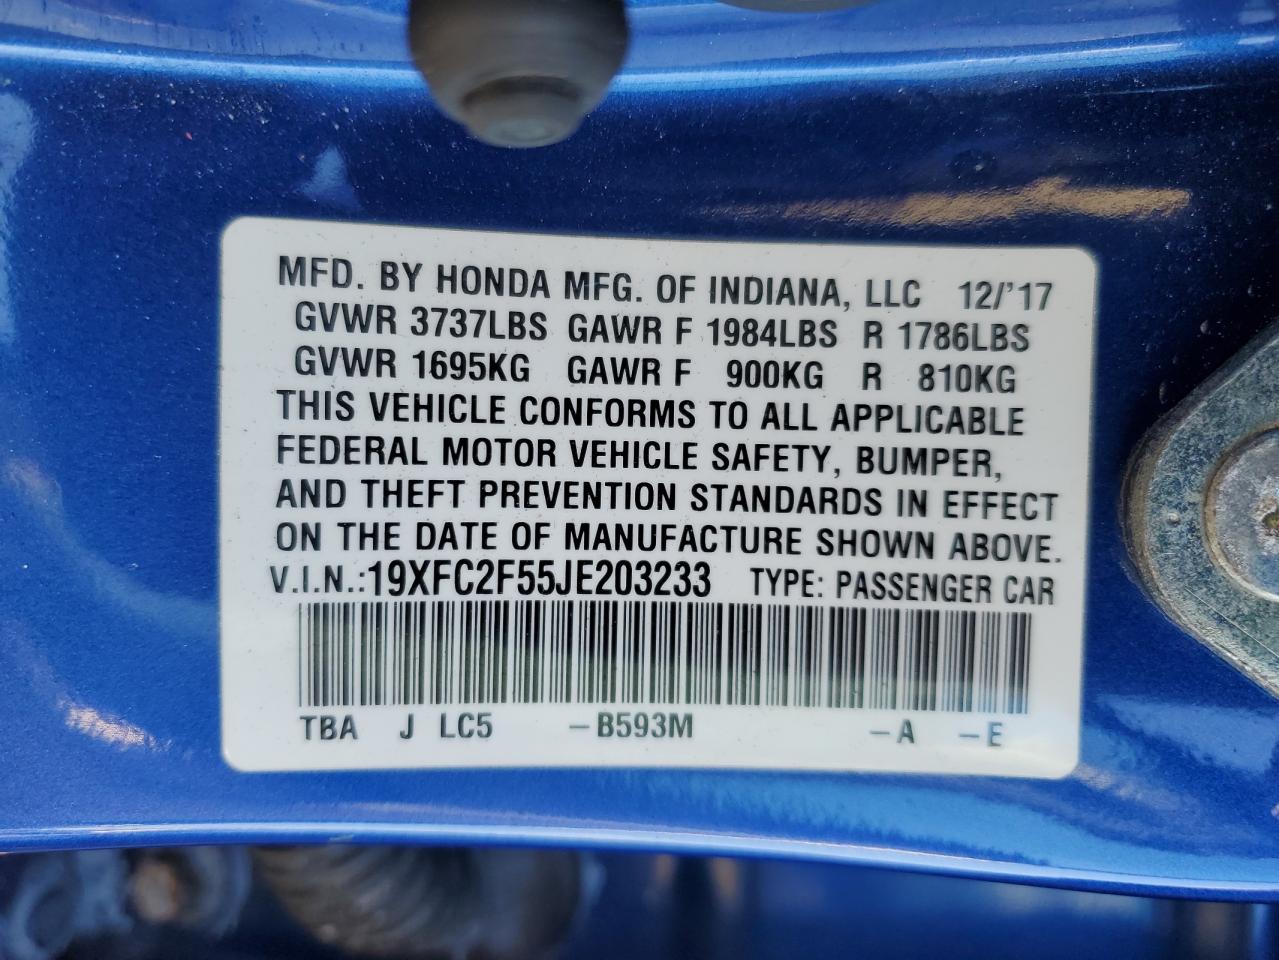 MFD. BY HONDA MFG. OF INDIANA, LLC 12/'17
GVWR 3737LBS GAWR F 1984LBS R 1786LBS
GVWR 1695KG GAWR F 900KG R 810KG
THIS VEHICLE CONFORMS TO ALL APPLICABLE
FEDERAL MOTOR VEHICLE SAFETY, BUMPER,
AND THEFT PREVENTION STANDARDS IN EFFECT
ON THE DATE OF MANUFACTURE SHOWN ABOVE.
V.I.N.:19XFC2F55JE203233 TYPE: PASSENGER CAR
TBA J LC5 -B593M -A -E